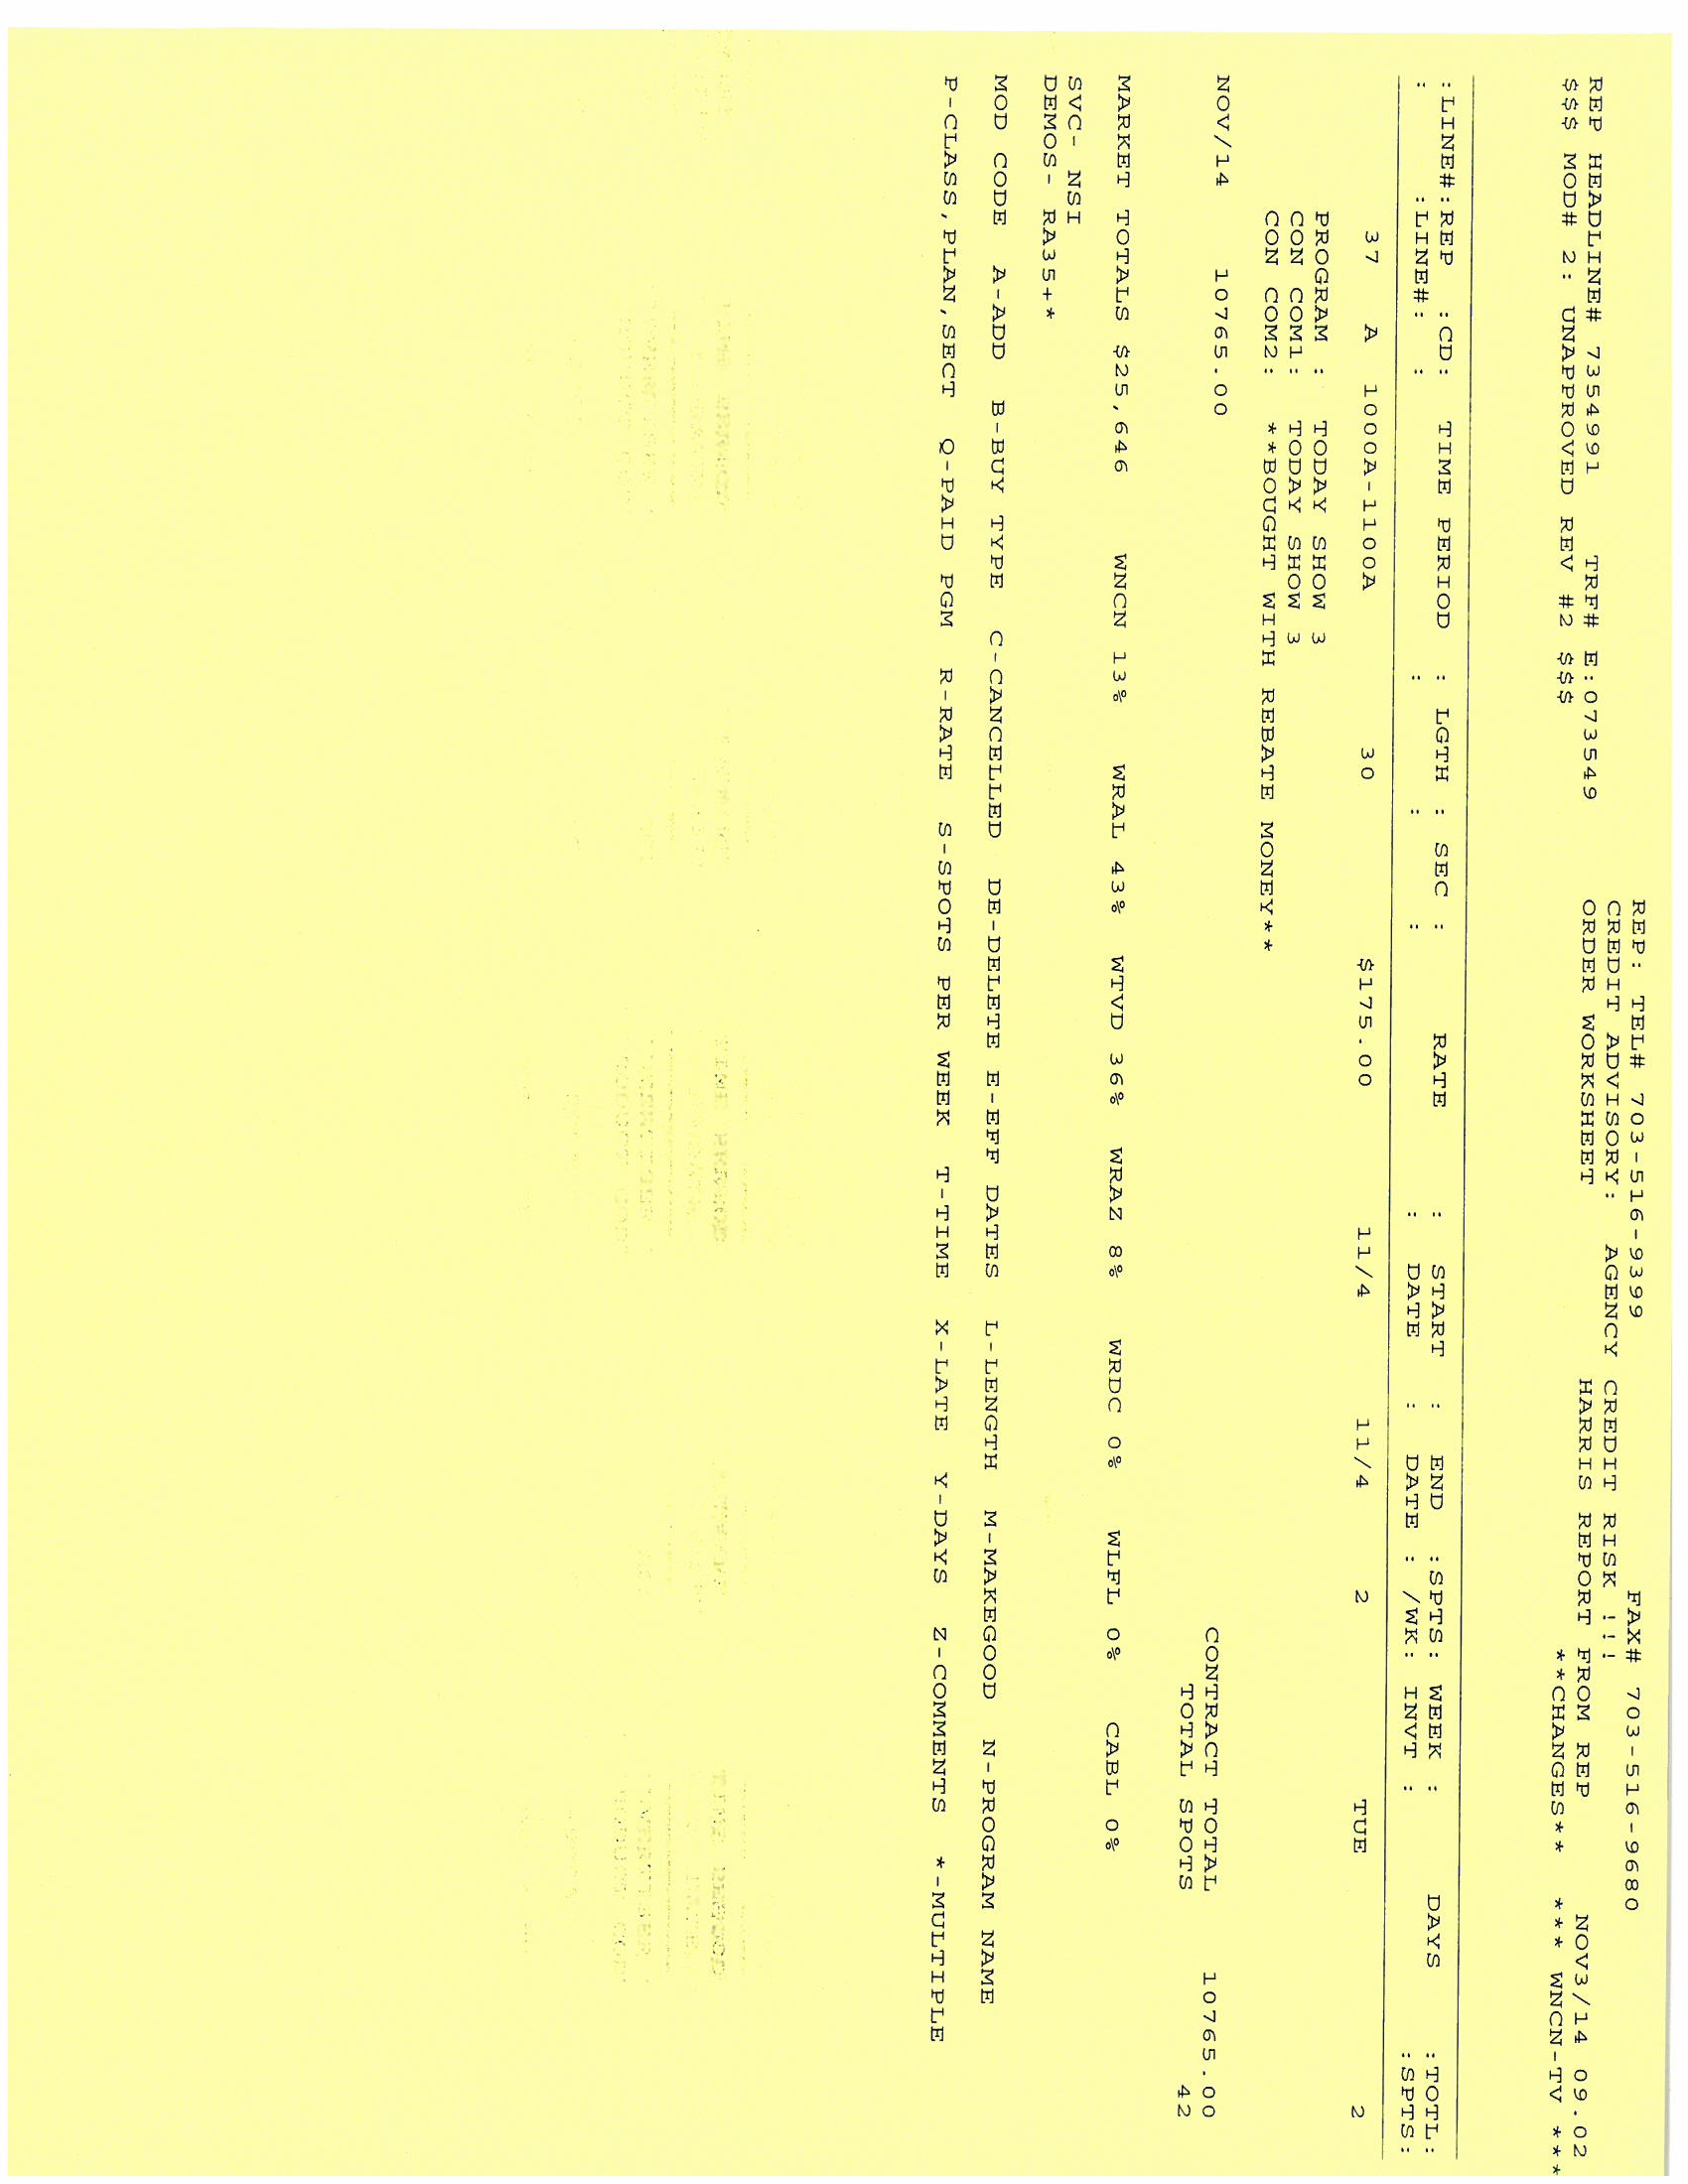 REP: TEL# 703-516-9399 FAX# 703-516-9680
CREDIT ADVISORY: AGENCY CREDIT RISK !!!
REP HEADLINE# 7354991 TRF# E:073549 ORDER WORKSHEET HARRIS REPORT FROM REP NOV3/14 09.02
$$$ MOD# 2: UNAPPROVED REV #2 $$$ **CHANGES** *** WNCN-TV ***
:LINE#:REP :CD: TIME PERIOD : LGTH : SEC : RATE : START : END :SPTS: WEEK : DAYS :TOTL:
: :LINE#: : : : : : DATE : DATE : /WK: INVT : :SPTS:
37 A 1000A-1100A 30 $175.00 11/4 11/4 2 TUE 2
PROGRAM : TODAY SHOW 3
CON COM1: TODAY SHOW 3
CON COM2: **BOUGHT WITH REBATE MONEY**
NOV/14 10765.00 CONTRACT TOTAL 10765.00
TOTAL SPOTS 42
MARKET TOTALS $25,646 WNCN 13% WRAL 43% WTVD 36% WRAZ 8% WRDC 0% WLFL 0% CABL 0%
SVC- NSI
DEMOS- RA35+*
MOD CODE A-ADD B-BUY TYPE C-CANCELLED DE-DELETE E-EFF DATES L-LENGTH M-MAKEGOOD N-PROGRAM NAME
P-CLASS,PLAN,SECT Q-PAID PGM R-RATE S-SPOTS PER WEEK T-TIME X-LATE Y-DAYS Z-COMMENTS *-MULTIPLE